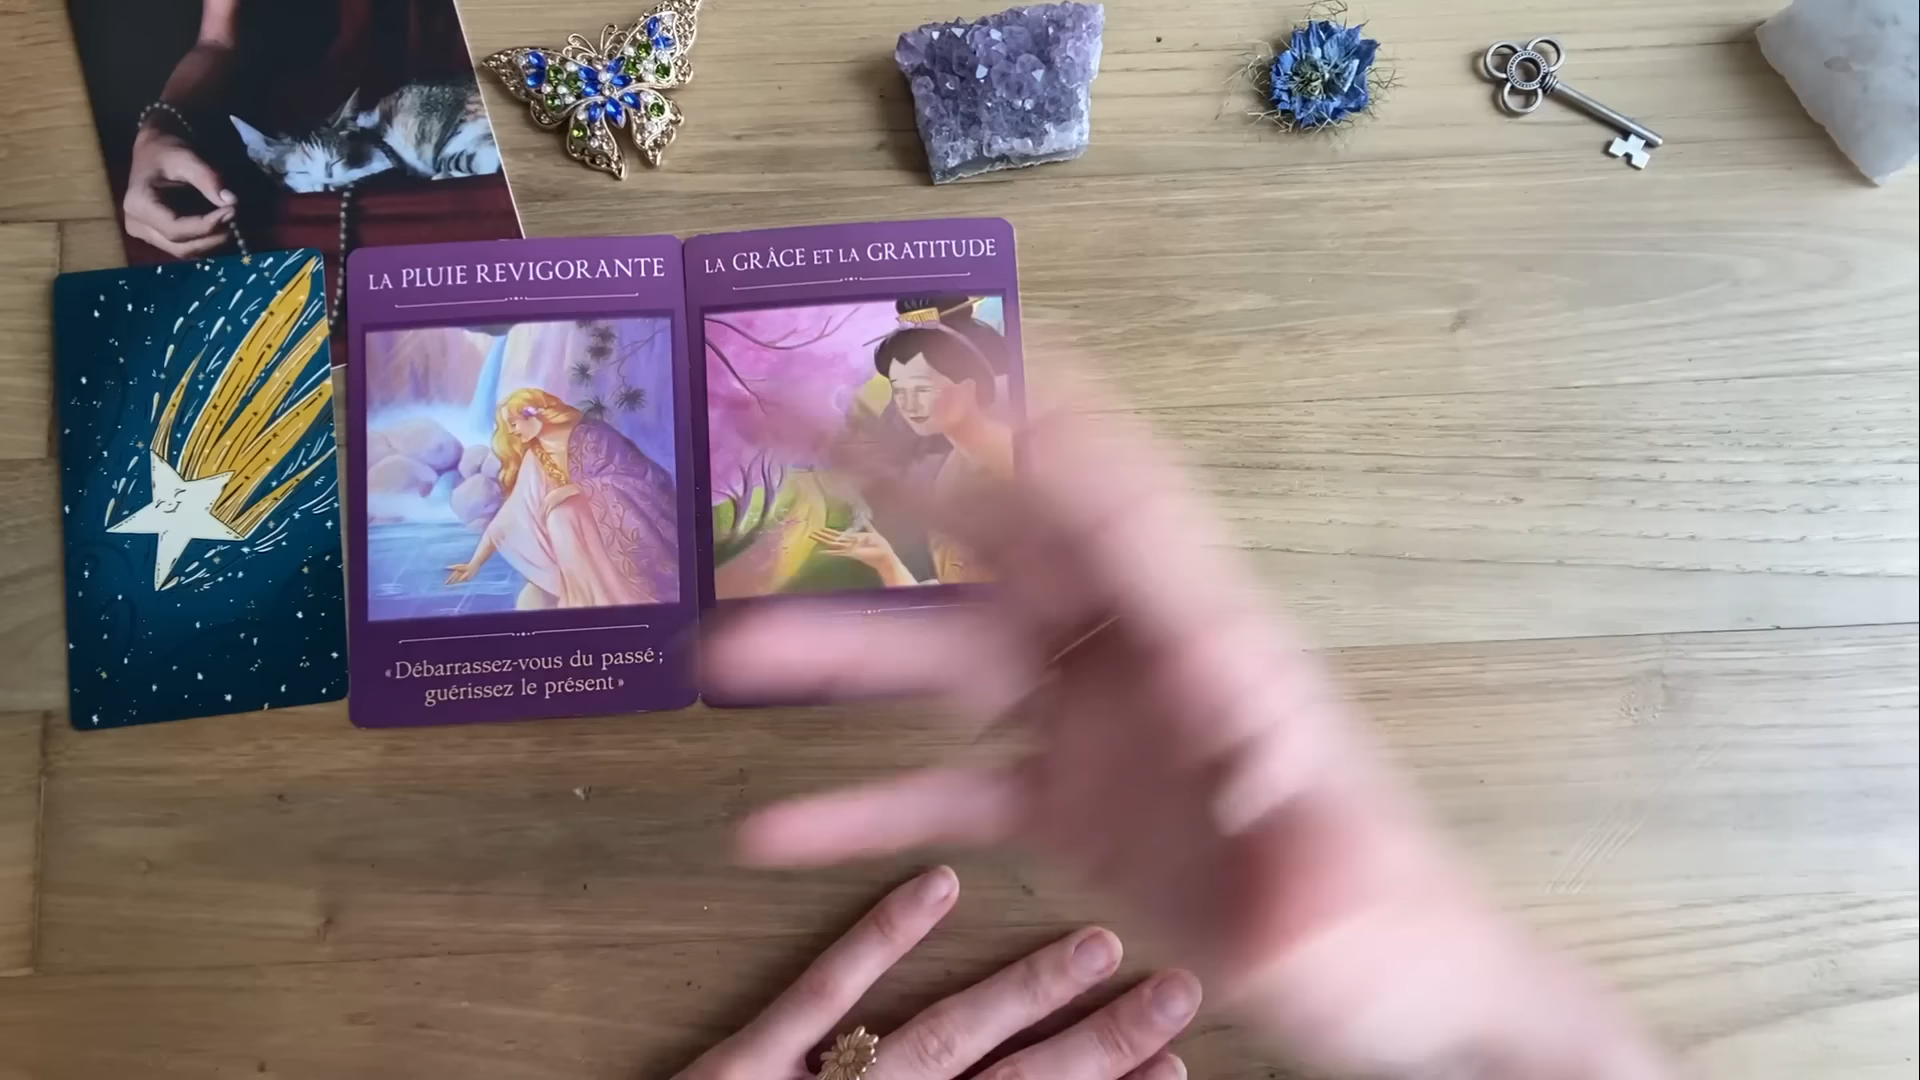 LA PLUIE REVIGORANTE
«Débarrassez-vous du passé;
guérissez le présent»
LA GRÂCE ET LA GRATITUDE